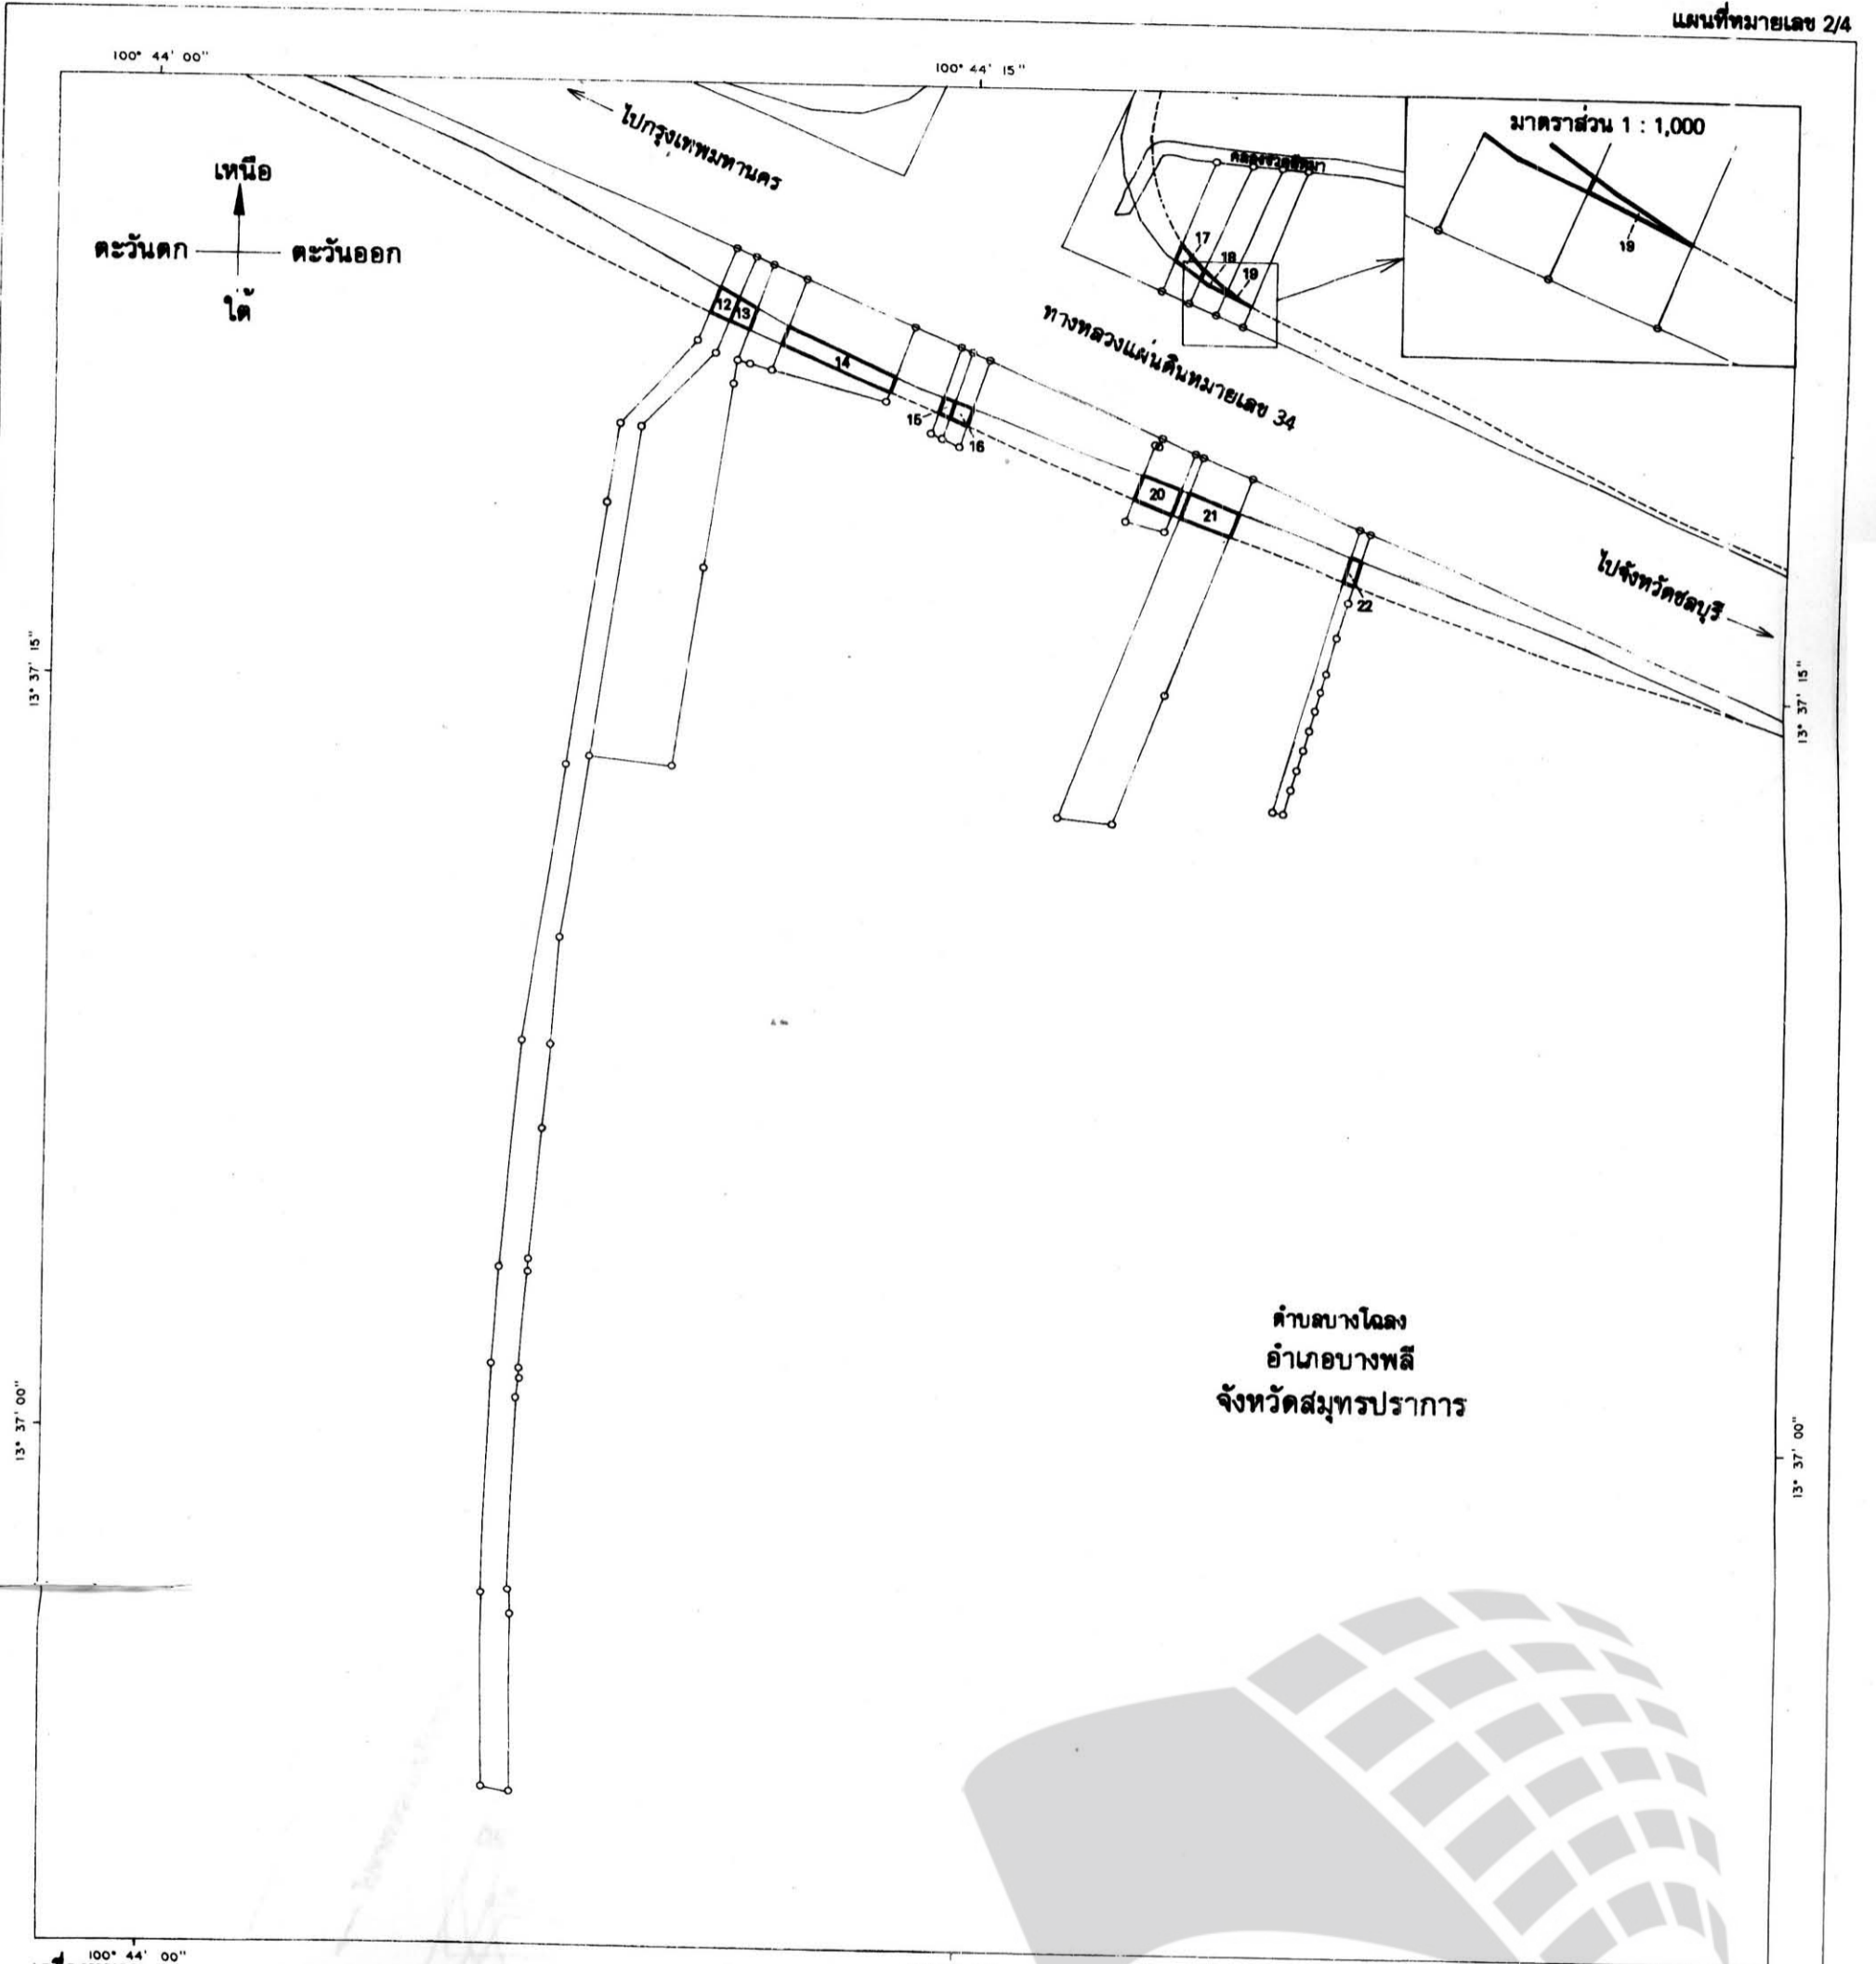 แผนที่หมายเลข 2/4
100° 44' 00"
100° 44' 15"
มาตราส่วน 1 : 1,000
ไปกรุงเทพมหานคร
เหนือ
ตะวันตก
ตะวันออก
ใต้
17
18
19
19
12
13
14
15
16
ทางหลวงแผ่นดินหมายเลข 34
20
21
22
ไปจังหวัดชลบุรี
13° 37' 15"
13° 37' 15"
ตำบลบางโฉลง
อำเภอบางพลี
จังหวัดสมุทรปราการ
13° 37' 00"
13° 37' 00"
100° 44' 00"